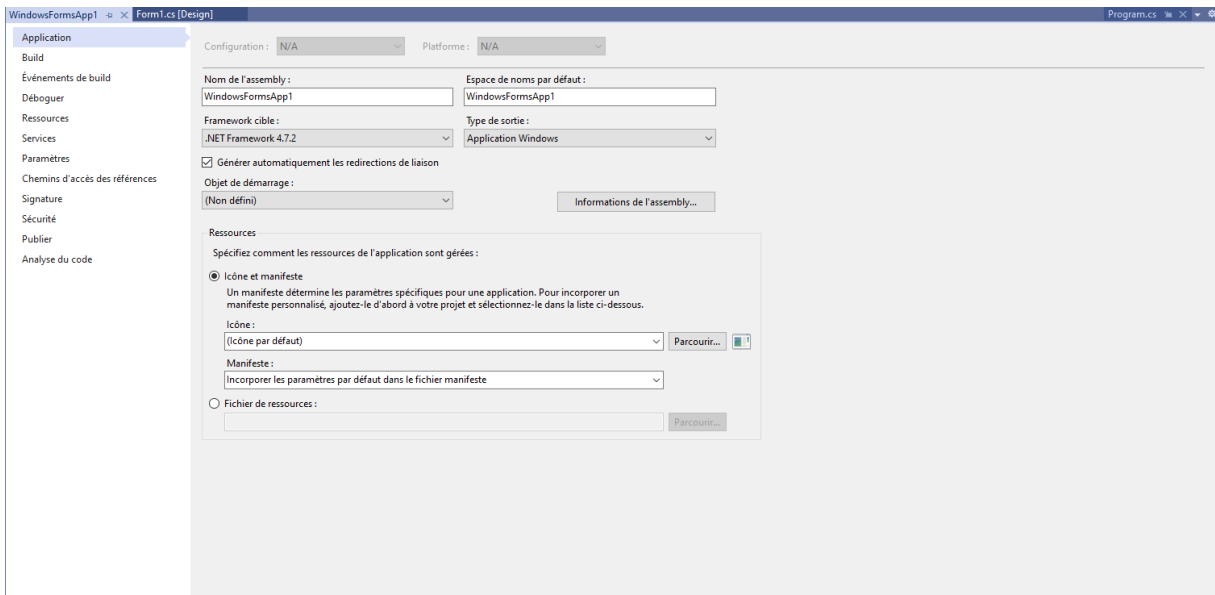 WindowsFormsApp1
Form1.cs [Design]
Program.cs
Application
Build
Événements de build
Déboguer
Ressources
Services
Paramètres
Chemins d'accès des références
Signature
Sécurité
Publier
Analyse du code
Configuration : N/A
Plateforme : N/A
Nom de l'assembly :
WindowsFormsApp1
Espace de noms par défaut :
WindowsFormsApp1
Framework cible :
.NET Framework 4.7.2
Type de sortie :
Application Windows
Générer automatiquement les redirections de liaison
Objet de démarrage :
(Non défini)
Informations de l'assembly...
Ressources
Spécifiez comment les ressources de l'application sont gérées :
Icône et manifeste
Un manifeste détermine les paramètres spécifiques pour une application. Pour incorporer un
manifeste personnalisé, ajoutez-le d'abord à votre projet et sélectionnez-le dans la liste ci-dessous.
Icône :
(Icône par défaut)
Parcourir...
Manifeste :
Incorporer les paramètres par défaut dans le fichier manifeste
Fichier de ressources :
Parcourir...